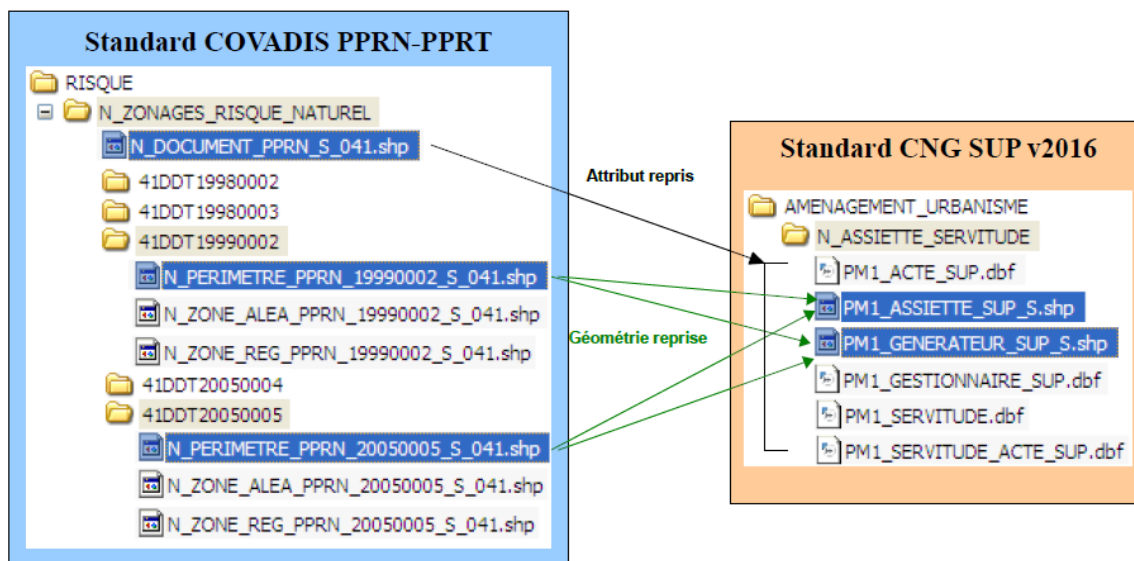 Standard COVADIS PPRN-PPRT
RISQUE
N_ZONAGES_RISQUE_NATUREL
N_DOCUMENT_PPRN_S_041.shp
41DDT19980002
41DDT19980003
41DDT19990002
N_PERIMETRE_PPRN_19990002_S_041.shp
N_ZONE_ALEA_PPRN_19990002_S_041.shp
N_ZONE_REG_PPRN_19990002_S_041.shp
41DDT20050004
41DDT20050005
N_PERIMETRE_PPRN_20050005_S_041.shp
N_ZONE_ALEA_PPRN_20050005_S_041.shp
N_ZONE_REG_PPRN_20050005_S_041.shp
Attribut repris
Géométrie reprise
Standard CNG SUP v2016
AMENAGEMENT_URBANISME
N_ASSIETTE_SERVITUDE
PM1_ACTE_SUP.dbf
PM1_ASSIETTE_SUP_S.shp
PM1_GENERATEUR_SUP_S.shp
PM1_GESTIONNAIRE_SUP.dbf
PM1_SERVITUDE.dbf
PM1_SERVITUDE_ACTE_SUP.dbf